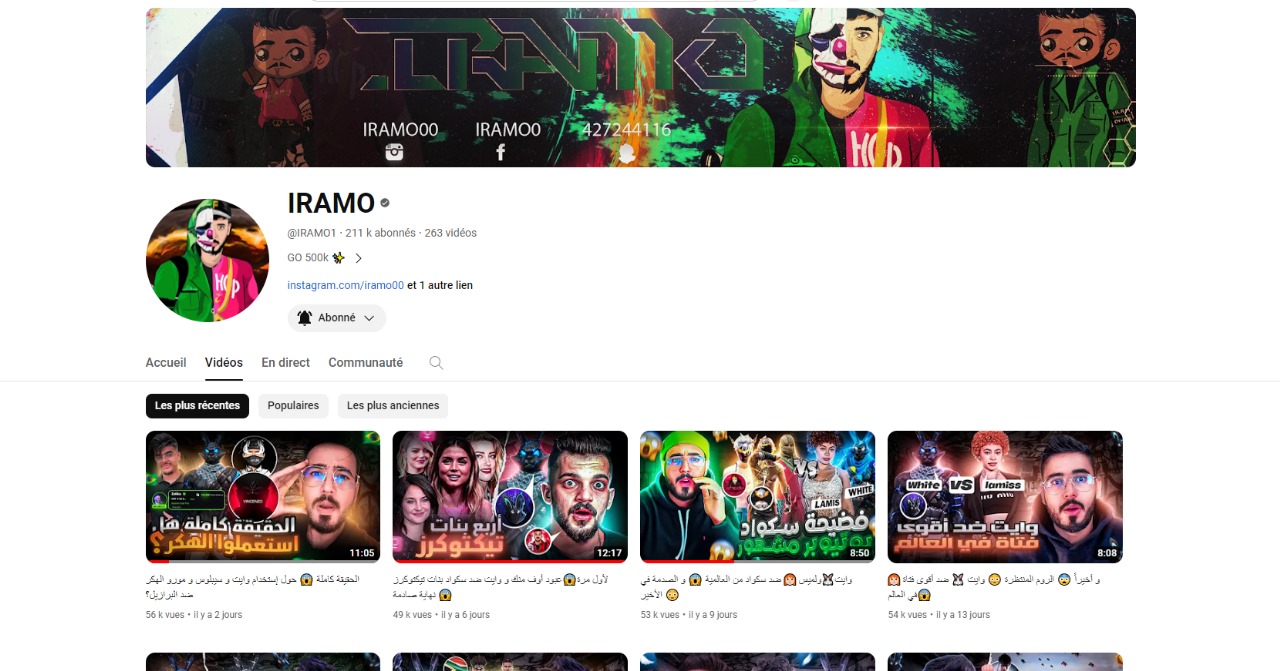 IRAMO
IRAMO00 IRAMO0 427244116
HOP
IRAMO
@IRAMO1 · 211 k abonnés · 263 vidéos
GO 500k
instagram.com/iramo00 et 1 autre lien
Abonné
Accueil Vidéos En direct Communauté
Les plus récentes Populaires Les plus anciennes
الحقيقة كاملة هل
استعملوا الهكر؟
11:05
أربع بنات
تيكتوكرز
12:17
VS
LAMIS
WHITE
فضيحة سكواد
يوتيوبر مشهور
8:50
White VS lamiss
وايت ضد أقوى
فتاة في العالم
8:08
الحقيقة كاملة 😱 حول إستخدام وايت و سيبلوس و مورو الهكر
ضد البرازيل؟
56 k vues • il y a 2 jours
لأول مرة😱عبود أوف منك و وايت ضد سكواد بنات تيكتوكرز
نهاية صادمة 😱
49 k vues • il y a 6 jours
وايت🐰ولميس👩‍🦰ضد سكواد من العالمية 😱 و الصدمة في
الأخير 😳
53 k vues • il y a 9 jours
و أخيراً 😨 الروم المنتظرة 😳 وايت 🐰 ضد أقوى فتاة👩‍🦰
في العالم😱
54 k vues • il y a 13 jours